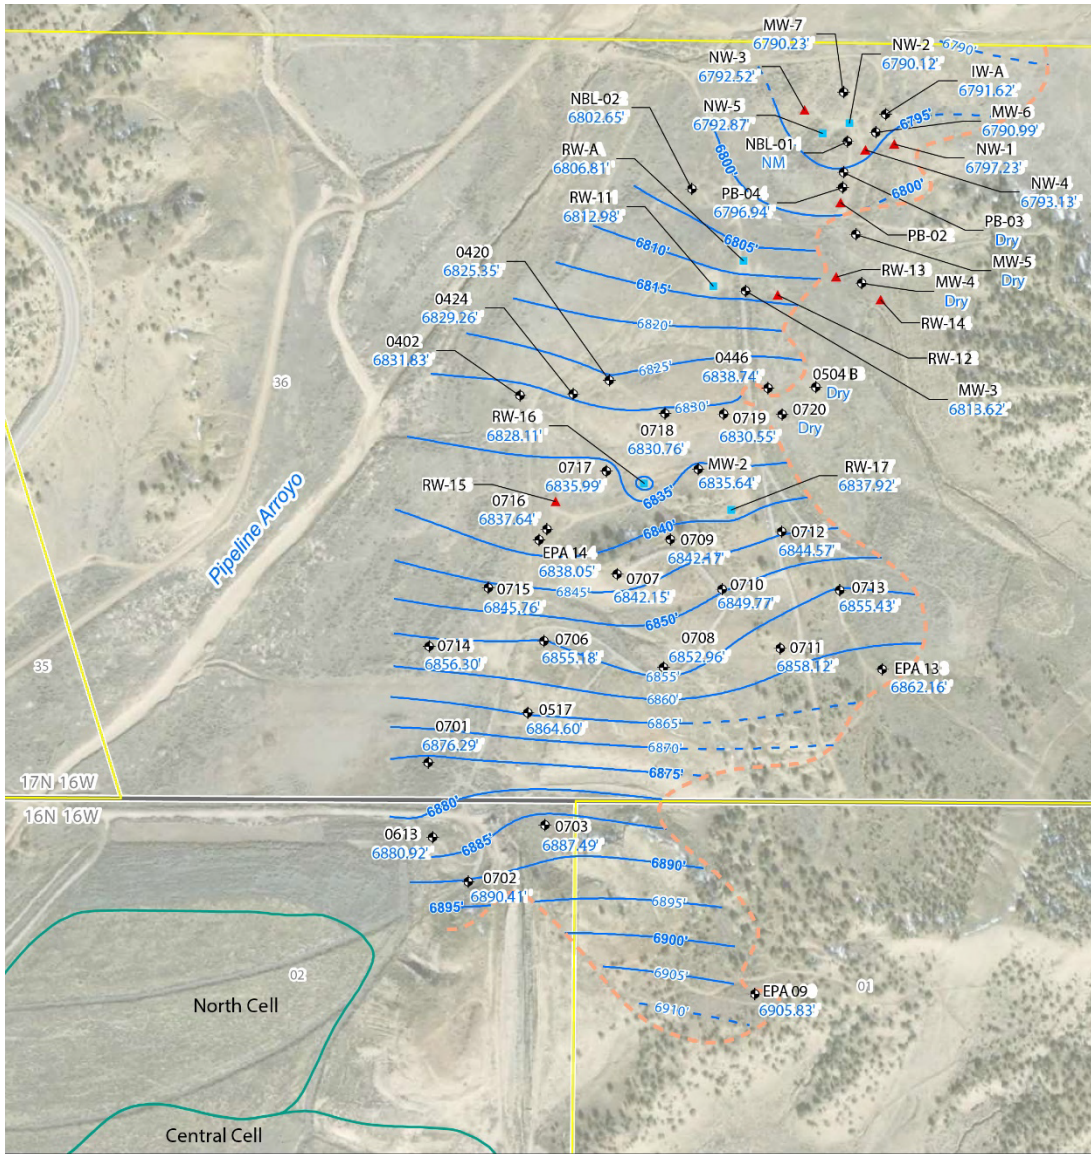 MW-7
6790.23'
NW-2
6790.12'
6790'
NW-3
6792.52'
IW-A
6791.62'
NBL-02
6802.65'
NW-5
6792.87'
6795'
MW-6
6790.99'
NBL-01
NM
NW-1
6797.23'
RW-A
6806.81'
6800'
NW-4
6793.13'
PB-04
6796.94'
6800'
RW-11
6812.98'
PB-03
Dry
PB-02
6805'
MW-5
Dry
0420
6825.35'
6810'
RW-13
MW-4
Dry
6815'
0424
6829.26'
RW-14
6820'
0402
6831.83'
RW-12
6825'
0446
6838.74'
0504 B
Dry
MW-3
6813.62'
36
6830'
RW-16
6828.11'
0718
6830.76'
0719
6830.55'
0720
Dry
0717
6835.99'
MW-2
6835.64'
RW-17
6837.92'
6835'
RW-15
0716
6837.64'
6840'
0712
6844.57'
Pipeline Arroyo
EPA 14
6838.05'
0709
6842.17'
0707
6842.15'
0715
6845.76'
6845'
0710
6849.77'
0713
6855.43'
6850'
0714
6856.30'
0706
6855.18'
0708
6852.96'
0711
6858.12'
35
6855'
EPA 13
6862.16'
6860'
0517
6864.60'
6865'
0701
6876.29'
6870'
6875'
17N 16W
16N 16W
6880'
0613
6880.92'
6885'
0703
6887.49'
6890'
0702
6890.41'
6895'
6895'
6900'
02
6905'
EPA 09
6905.83'
01
North Cell
6910'
Central Cell